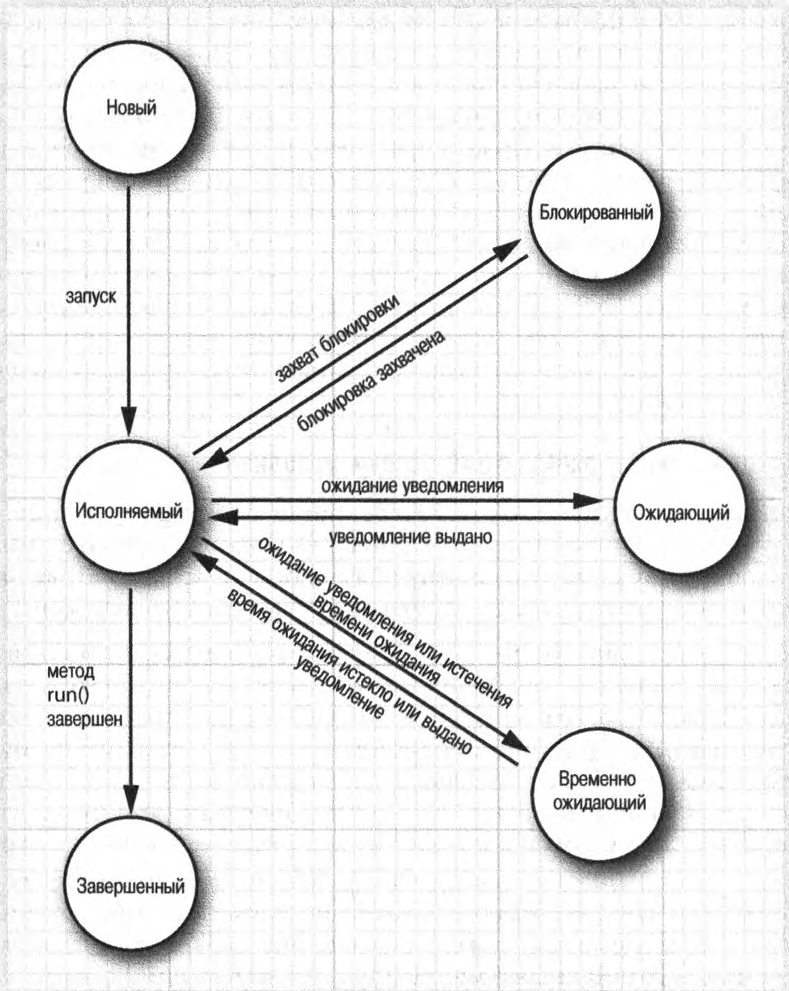 Новый
Блокированный
запуск
захват блокировки
блокировка захвачена
Исполняемый
ожидание уведомления
уведомление выдано
Ожидающий
ожидание уведомления или истечения
времени ожидания
время ожидания истекло или выдано
уведомление
метод
run()
завершен
Временно
ожидающий
Завершенный